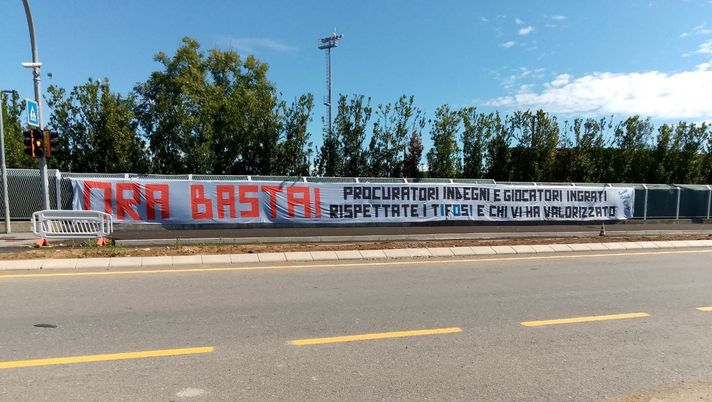 ORA BASTA!
PROCURATORI INDEGNI E GIOCATORI INGRATI
RISPETTATE I TIFOSI E CHI VI HA VALORIZZATO